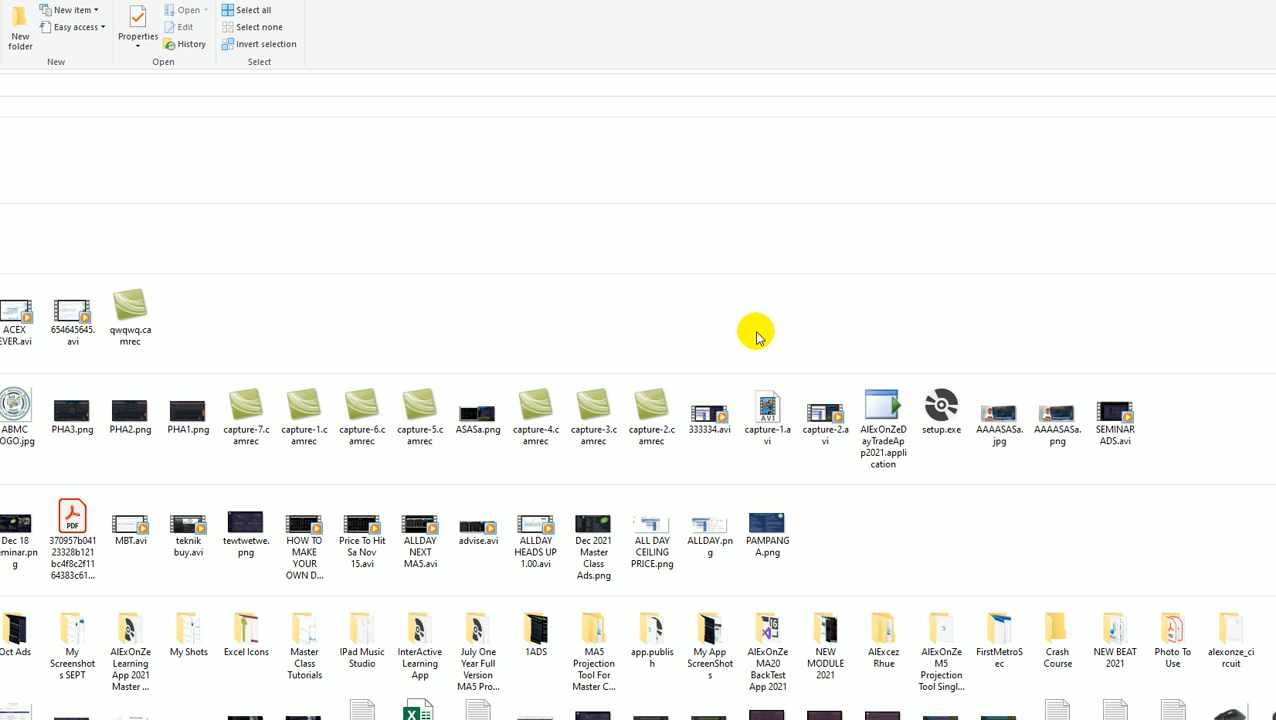 New item
Easy access
New
folder
New
Properties
Open
Edit
History
Open
Select all
Select none
Invert selection
Select
ACEX
EVER.avi
654645645.
avi
qwqwq.ca
mrec
ABMC
OGO.jpg
PHA3.png
PHA2.png
PHA1.png
capture-7.c
amrec
capture-1.c
amrec
capture-6.c
amrec
capture-5.c
amrec
ASASa.png
capture-4.c
amrec
capture-3.c
amrec
capture-2.c
amrec
333334.avi
AVI
capture-1.a
vi
capture-2.a
vi
AlExOnZeD
ayTradeAp
p2021.appli
cation
setup.exe
AAAASASa.
jpg
AAAASASa.
png
SEMINAR
ADS.avi
Dec 18
eminar.pn
g
PDF
370957b041
23328b121
bc4f8c2f11
64383c61...
MBT.avi
teknik
buy.avi
tewtwetwe.
png
HOW TO
MAKE
YOUR OWN
D...
Price To Hit
Sa Nov
15.avi
ALLDAY
NEXT
MA5.avi
advise.avi
ALLDAY
HEADS UP
1.00.avi
Dec 2021
Master
Class
Ads.png
ALL DAY
CEILING
PRICE.png
ALLDAY.pn
g
PAMPANG
A.png
Oct Ads
My
Screenshot
s SEPT
AlExOnZe
Learning
App 2021
Master ...
My Shots
Excel Icons
Master
Class
Tutorials
IPad Music
Studio
InterActive
Learning
App
July One
Year Full
Version
MA5 Pro...
1ADS
MA5
Projection
Tool For
Master C...
app.publis
h
My App
ScreenShot
s
AlExOnZe
MA20
BackTest
App 2021
NEW
MODULE
2021
AlExcez
Rhue
AlExOnZe
M5
Projection
Tool Singl...
FirstMetroS
ec
Crash
Course
NEW BEAT
2021
Photo To
Use
alexonze_ci
rcuit